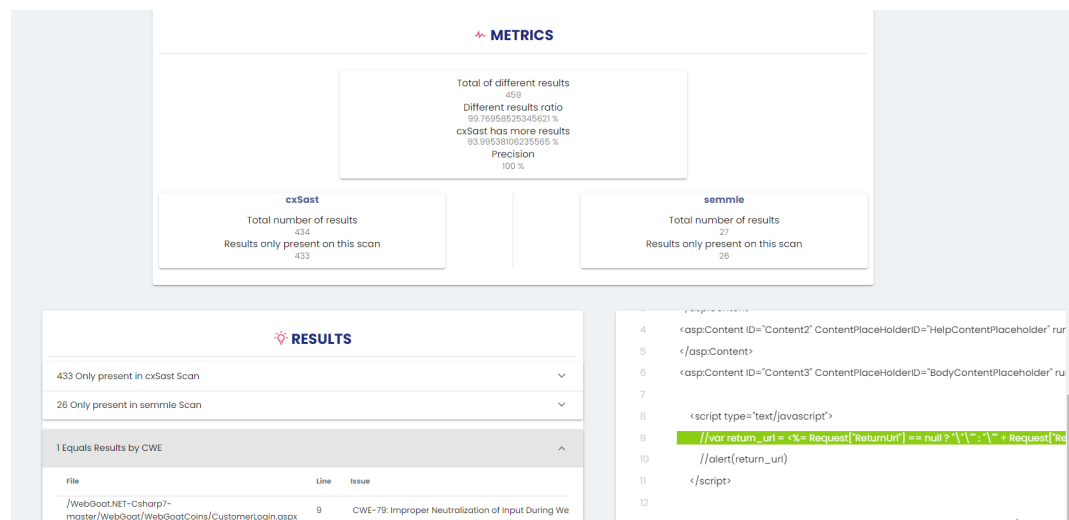 METRICS
Total of different results
459
Different results ratio
99.76958525345621 %
cxSast has more results
93.99538106235565 %
Precision
100 %
cxSast
Total number of results
434
Results only present on this scan
433
semmle
Total number of results
27
Results only present on this scan
26
RESULTS
433 Only present in cxSast Scan
26 Only present in semmle Scan
1 Equals Results by CWE
File Line Issue
/WebGoat.NET-Csharp7-
master/WebGoat/WebGoatCoins/CustomerLogin.aspx 9 CWE-79: Improper Neutralization of Input During We
4 <asp:Content ID="Content2" ContentPlaceHolderID="HelpContentPlaceholder" rur
5 </asp:Content>
6 <asp:Content ID="Content3" ContentPlaceHolderID="BodyContentPlaceholder" ru
7
8 <script type="text/javascript">
9 //var return_url = <%= Request["ReturnUrl"] == null ? "\"\"" : "\"" + Request["Re
10 //alert(return_url)
11 </script>
12